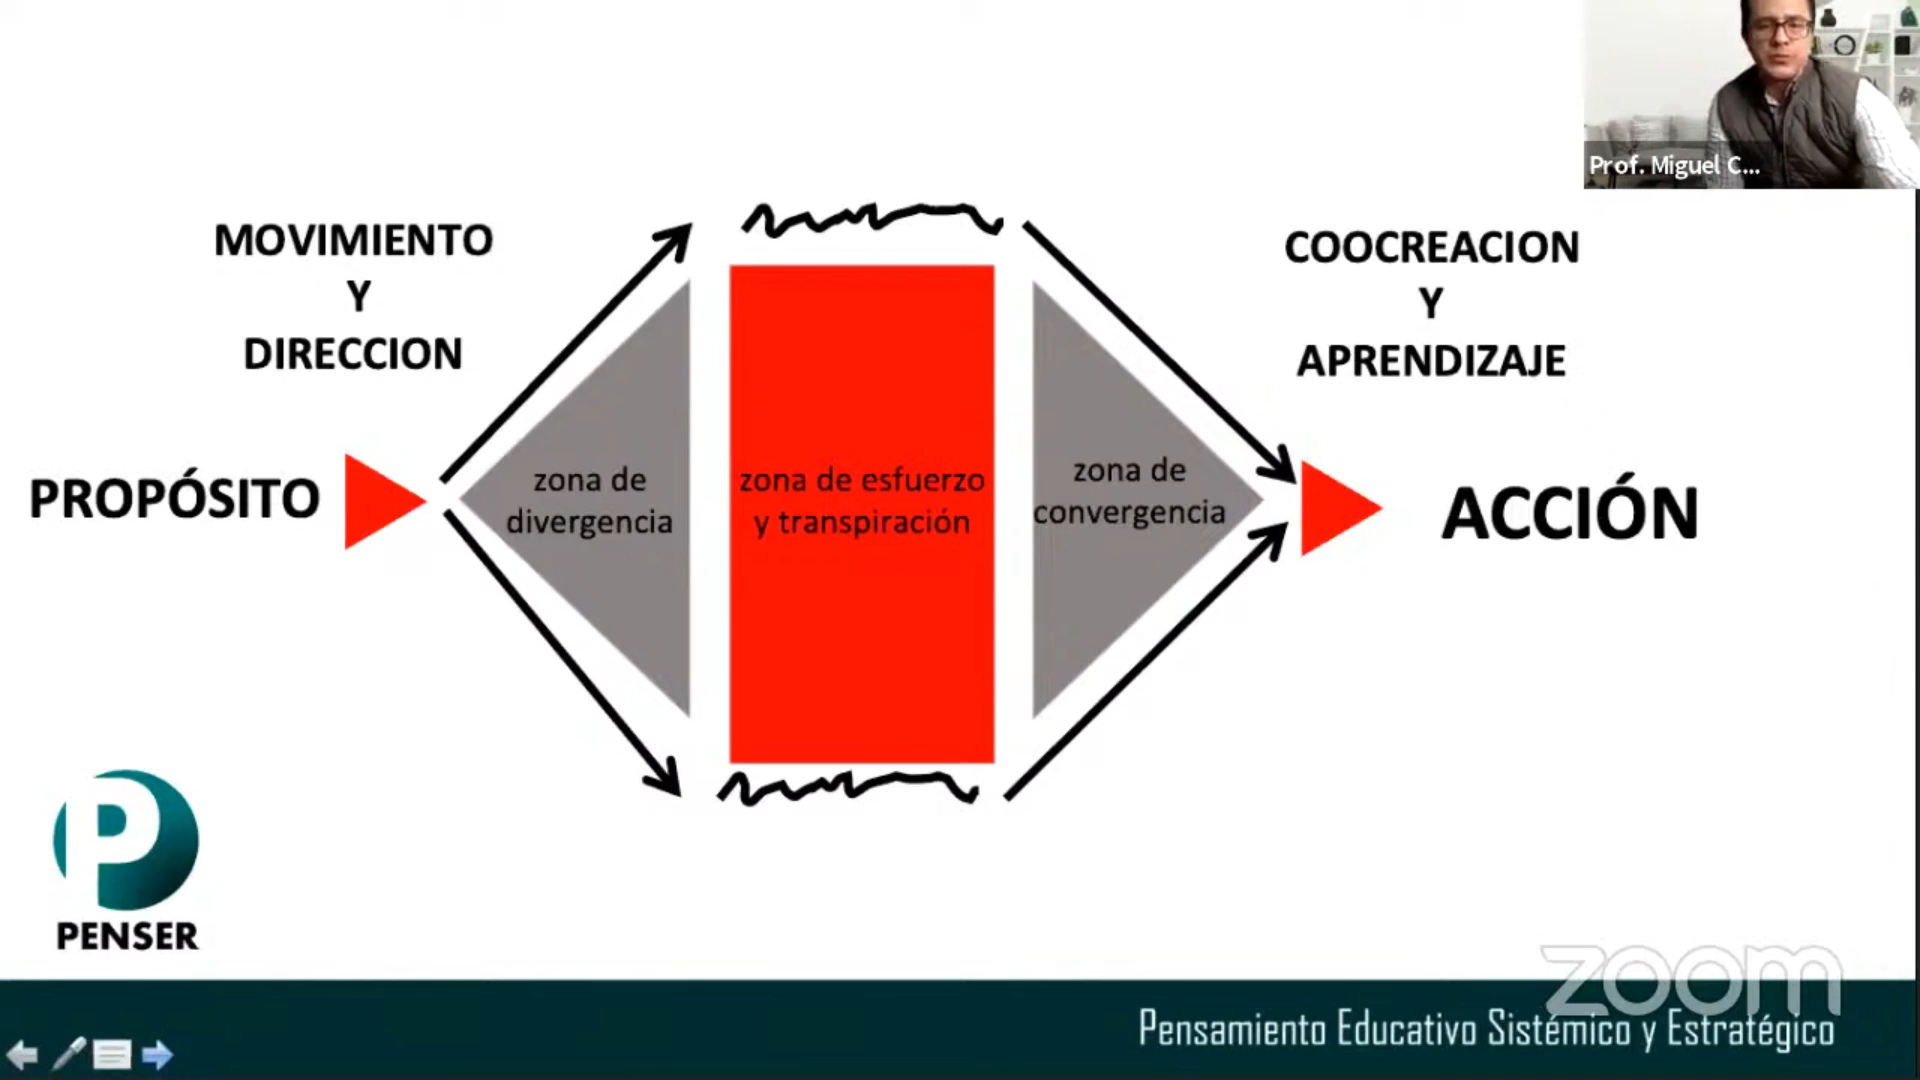 Prof. Miguel C...
MOVIMIENTO
Y
DIRECCION
COOCREACION
Y
APRENDIZAJE
PROPÓSITO
zona de
divergencia
zona de esfuerzo
y transpiración
zona de
convergencia
ACCIÓN
P
PENSER
zoom
Pensamiento Educativo Sistémico y Estratégico